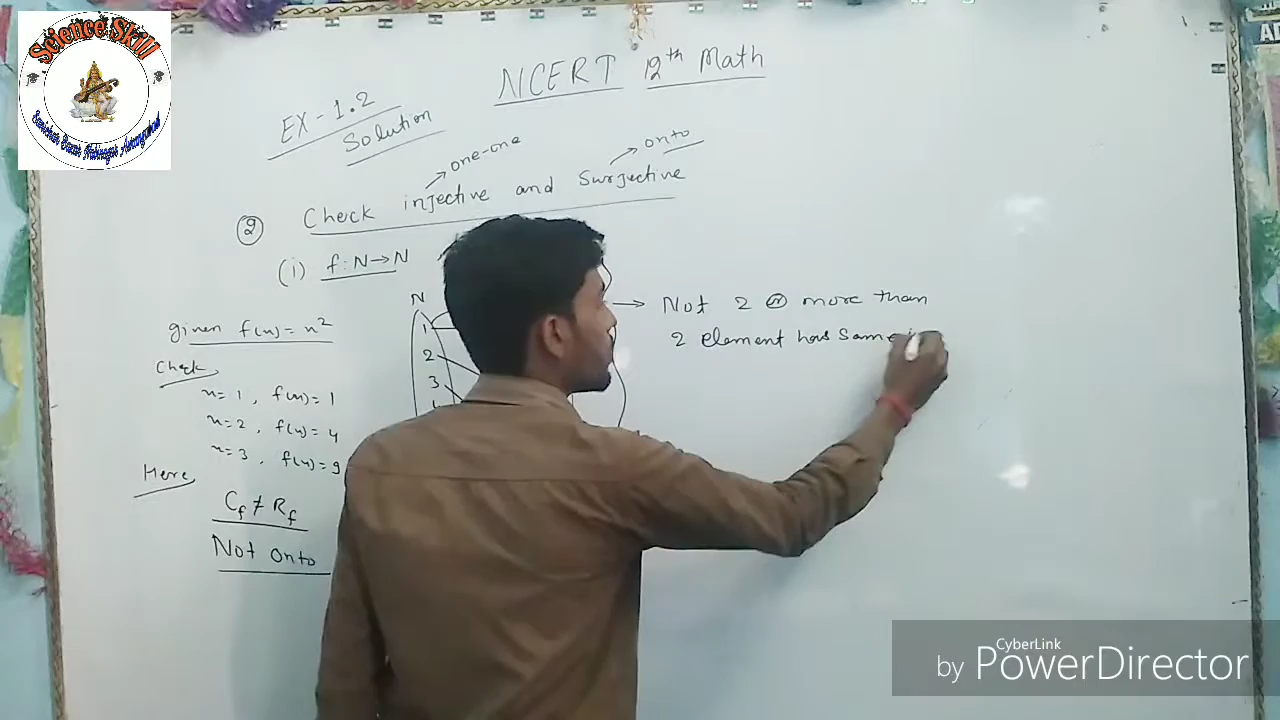 Science Skill
NCERT 12th Math
EX - 1.2
Solution
one-one
onto
② Check injective and Surjective
(i) f: N→N
given f(x) = x²
Check
x=1, f(x)=1
x=2, f(x)=4
x=3, f(x)=9
Here
Cf ≠ Rf
Not onto
N
1
2
3
→ Not 2 or more than
2 element has Same i
AD
CyberLink
by PowerDirector